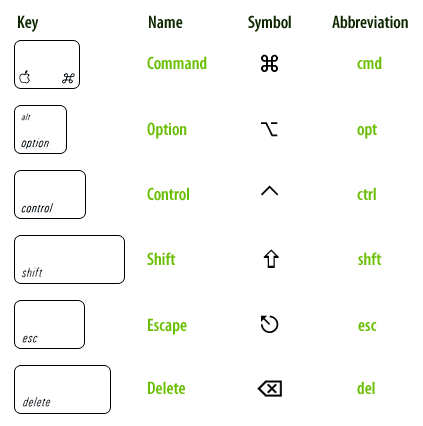 Key Name Symbol Abbreviation
⌘ Command ⌘ cmd
alt
option Option ⌥ opt
control Control ^ ctrl
shift Shift ⇧ shft
esc Escape ⎋ esc
delete Delete ⌫ del